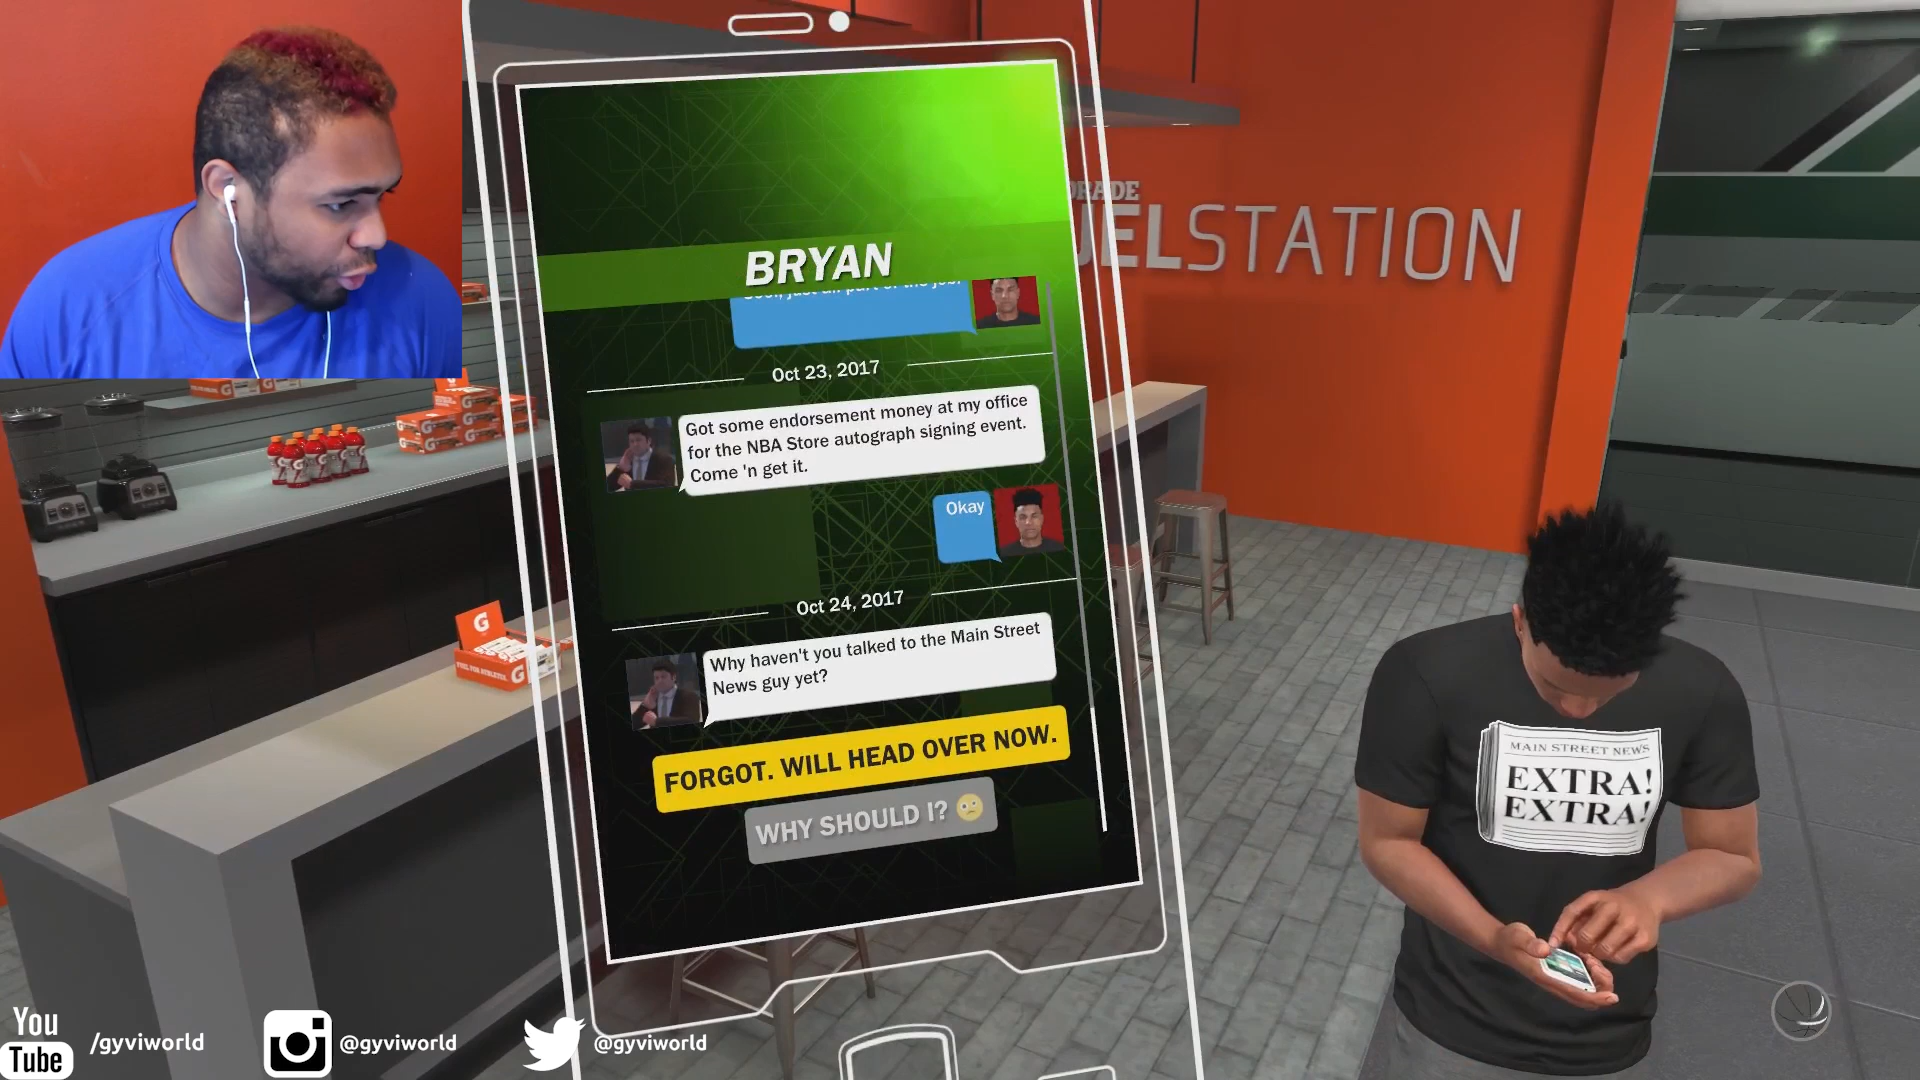 BRYAN
Oct 23, 2017
Got some endorsement money at my office
for the NBA Store autograph signing event.
Come 'n get it.
Okay
Oct 24, 2017
Why haven't you talked to the Main Street
News guy yet?
FORGOT. WILL HEAD OVER NOW.
WHY SHOULD I? 🙁
STATION
MAIN STREET NEWS
EXTRA!
EXTRA!
G
G
You
Tube
/gyviworld
@gyviworld
@gyviworld